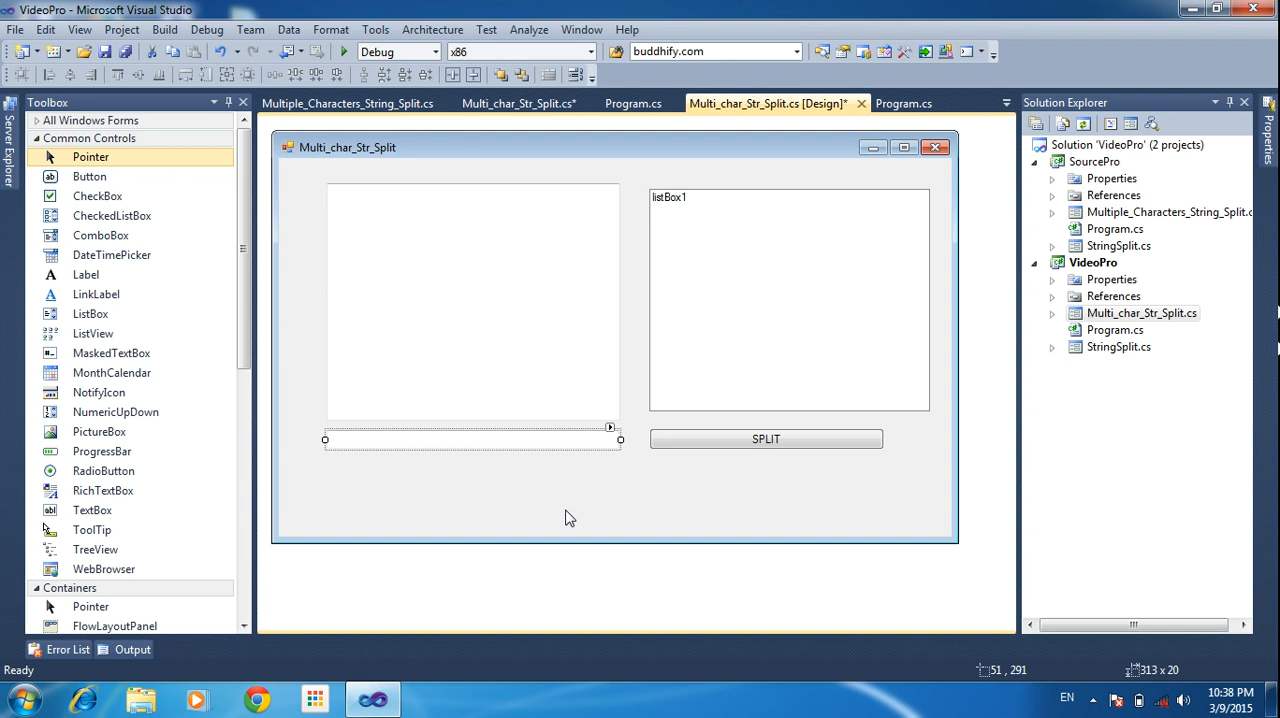 VideoPro - Microsoft Visual Studio
File Edit View Project Build Debug Team Data Format Tools Architecture Test Analyze Window Help
Debug x86 buddhify.com
Toolbox
Multiple_Characters_String_Split.cs Multi_char_Str_Split.cs* Program.cs Multi_char_Str_Split.cs [Design]* Program.cs
Solution Explorer
Server Explorer
Properties
All Windows Forms
Common Controls
Pointer
Button
CheckBox
CheckedListBox
ComboBox
DateTimePicker
Label
LinkLabel
ListBox
ListView
MaskedTextBox
MonthCalendar
NotifyIcon
NumericUpDown
PictureBox
ProgressBar
RadioButton
RichTextBox
TextBox
ToolTip
TreeView
WebBrowser
Containers
Pointer
FlowLayoutPanel
Multi_char_Str_Split
listBox1
SPLIT
Solution 'VideoPro' (2 projects)
SourcePro
Properties
References
Multiple_Characters_String_Split.c
Program.cs
StringSplit.cs
VideoPro
Properties
References
Multi_char_Str_Split.cs
Program.cs
StringSplit.cs
Error List Output
Ready 51 , 291 313 x 20
EN 10:38 PM
3/9/2015